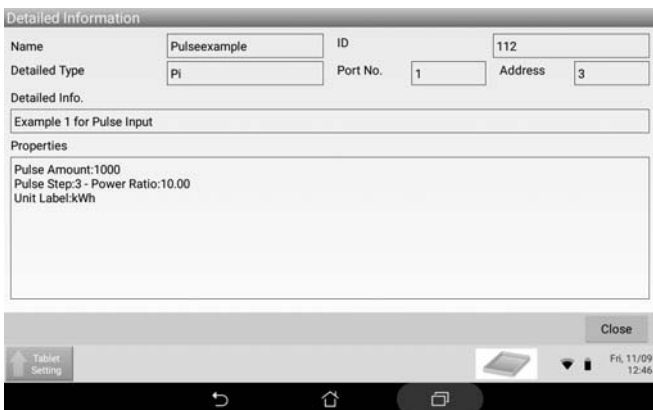 Detailed Information
Name Pulseexample ID 112
Detailed Type Pi Port No. 1 Address 3
Detailed Info.
Example 1 for Pulse Input
Properties
Pulse Amount:1000
Pulse Step:3 - Power Ratio:10.00
Unit Label:kWh
Close
Tablet
Setting
Fri, 11/09
12:46